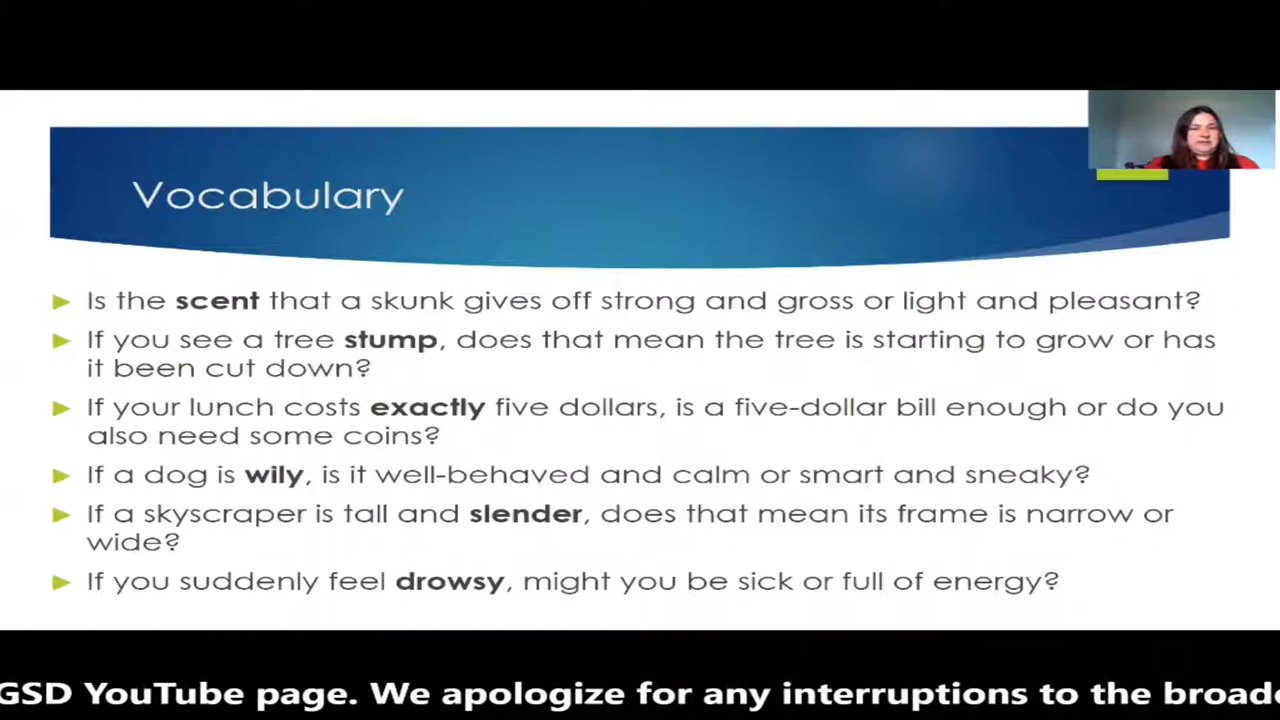 Vocabulary
Is the scent that a skunk gives off strong and gross or light and pleasant?
If you see a tree stump, does that mean the tree is starting to grow or has
it been cut down?
If your lunch costs exactly five dollars, is a five-dollar bill enough or do you
also need some coins?
If a dog is wily, is it well-behaved and calm or smart and sneaky?
If a skyscraper is tall and slender, does that mean its frame is narrow or
wide?
If you suddenly feel drowsy, might you be sick or full of energy?
GSD YouTube page. We apologize for any interruptions to the broad